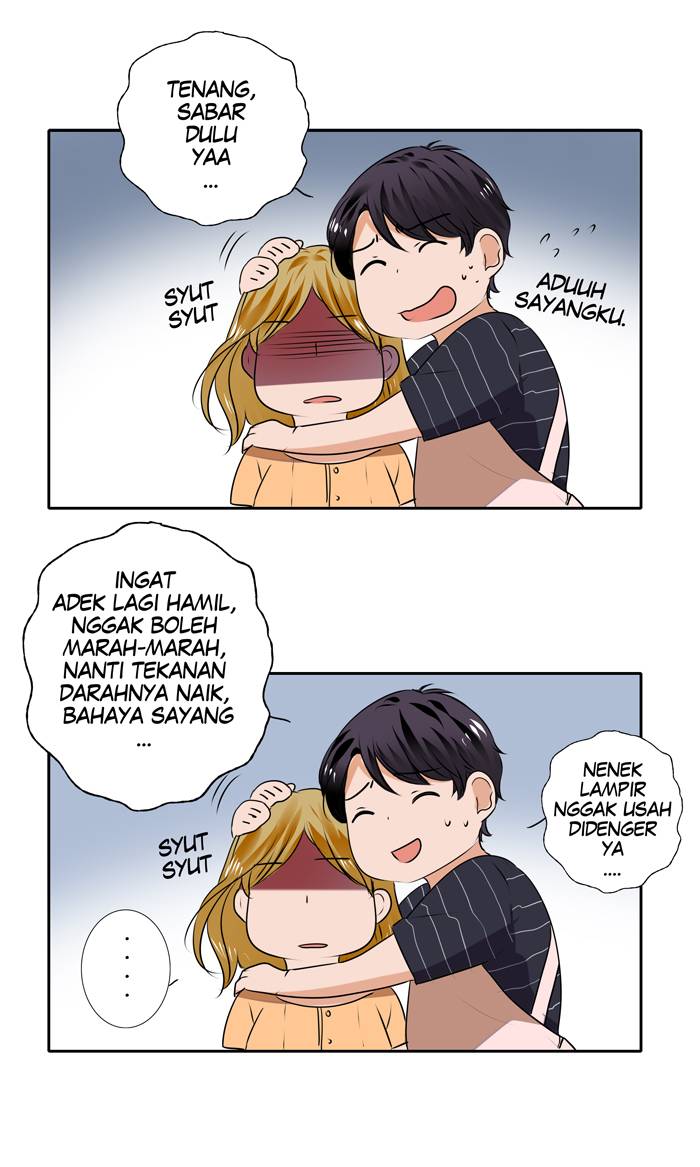 TENANG,
SABAR
DULU
YAA
...
SYUT
SYUT
ADUUH
SAYANGKU.
INGAT
ADEK LAGI HAMIL,
NGGAK BOLEH
MARAH-MARAH,
NANTI TEKANAN
DARAHNYA NAIK,
BAHAYA SAYANG
...
NENEK
LAMPIR
NGGAK USAH
DIDENGER
YA
....
SYUT
SYUT
....